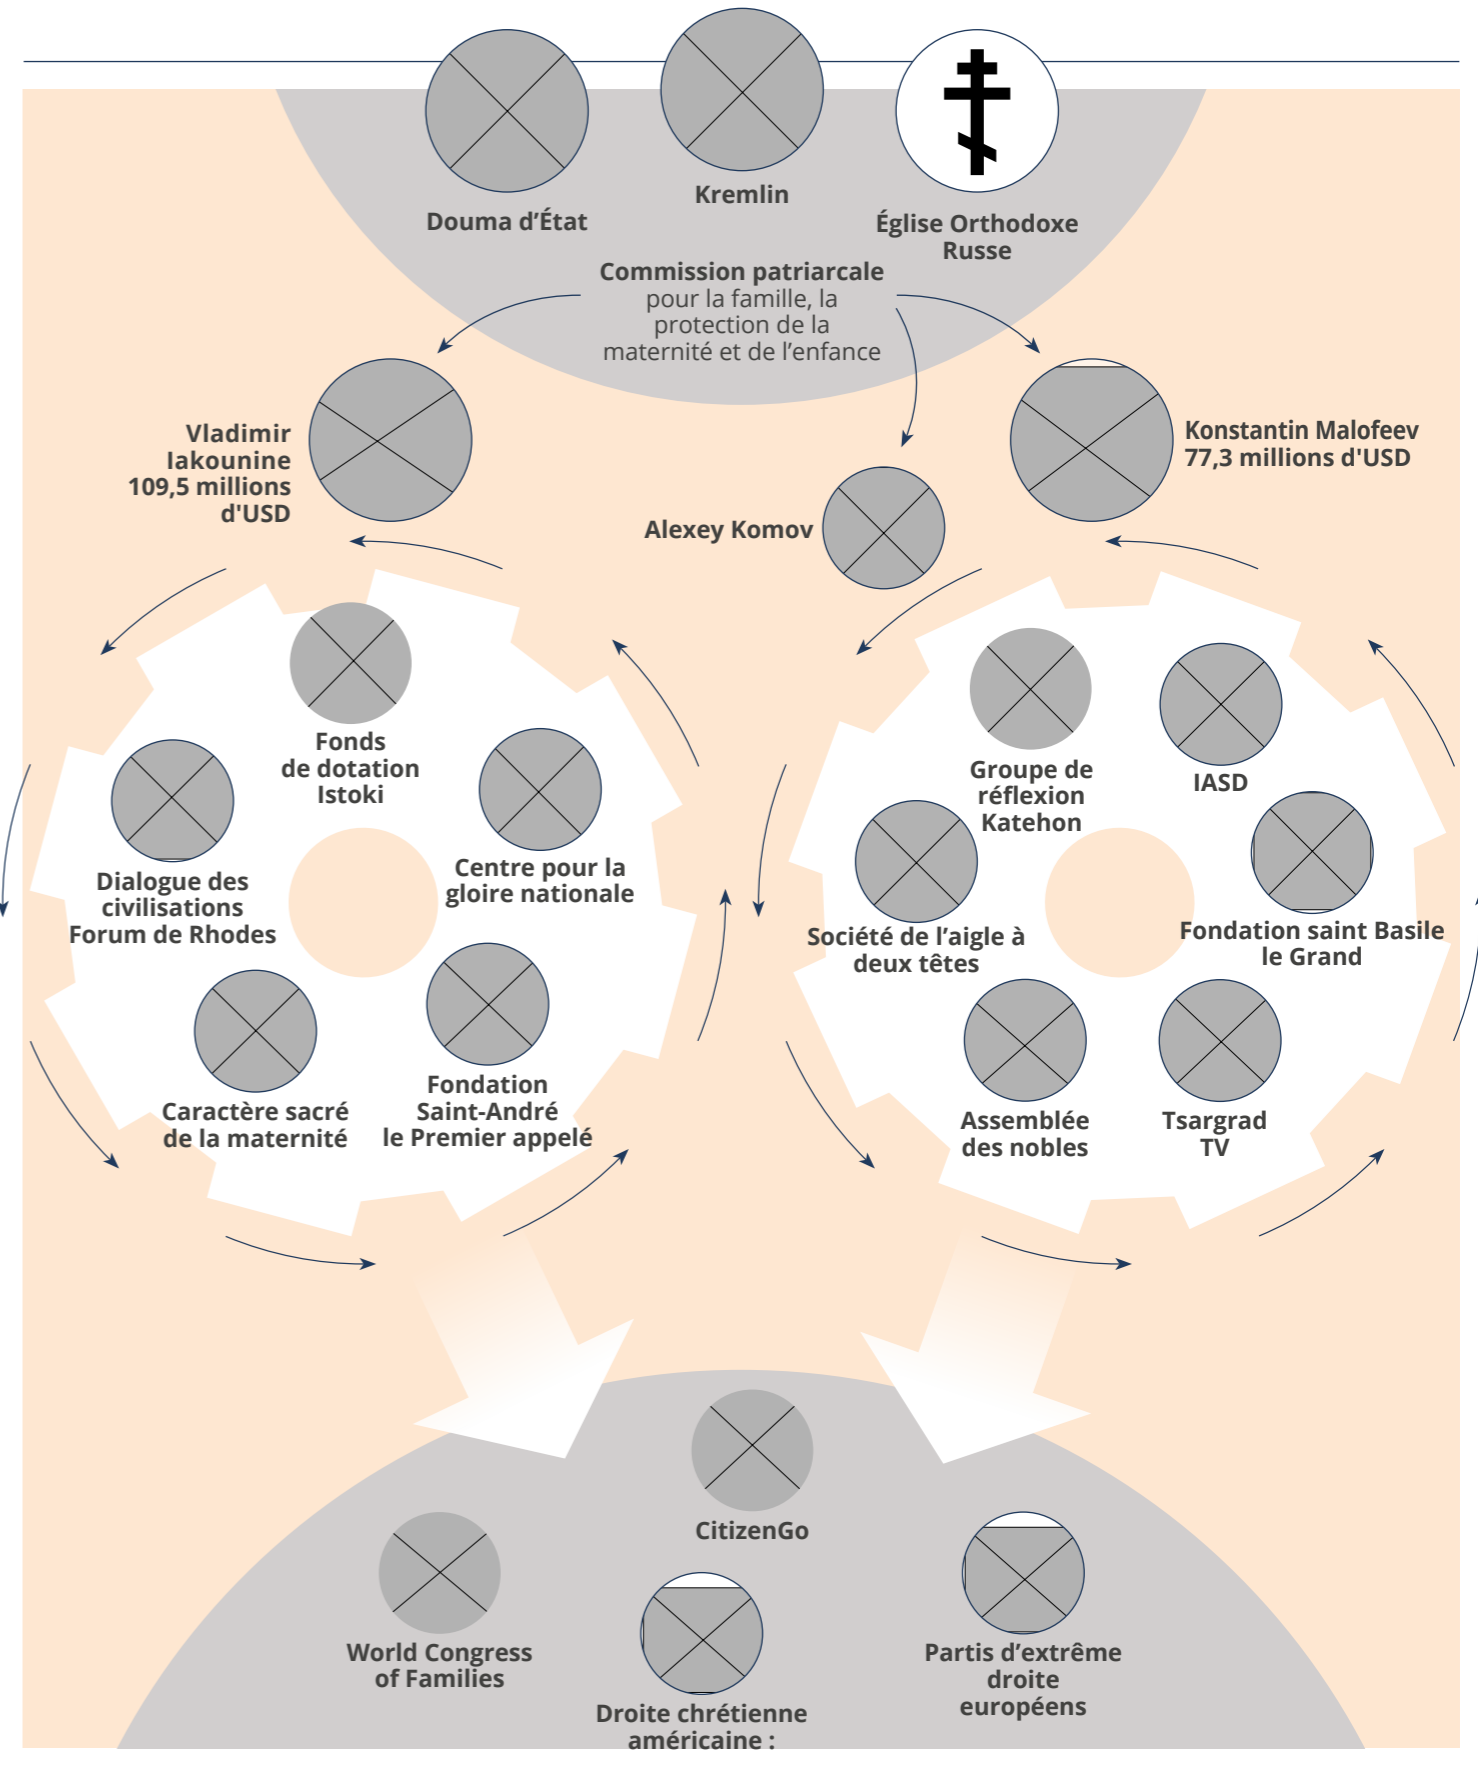 Douma d’État
Kremlin
Église Orthodoxe
Russe
Commission patriarcale
pour la famille, la
protection de la
maternité et de l’enfance
Vladimir
Iakounine
109,5 millions
d'USD
Konstantin Malofeev
77,3 millions d'USD
Alexey Komov
Fonds
de dotation
Istoki
Centre pour la
gloire nationale
Dialogue des
civilisations
Forum de Rhodes
Caractère sacré
de la maternité
Fondation
Saint-André
le Premier appelé
Groupe de
réflexion
Katehon
IASD
Société de l’aigle à
deux têtes
Fondation saint Basile
le Grand
Assemblée
des nobles
Tsargrad
TV
CitizenGo
World Congress
of Families
Droite chrétienne
américaine :
Partis d’extrême
droite
européens